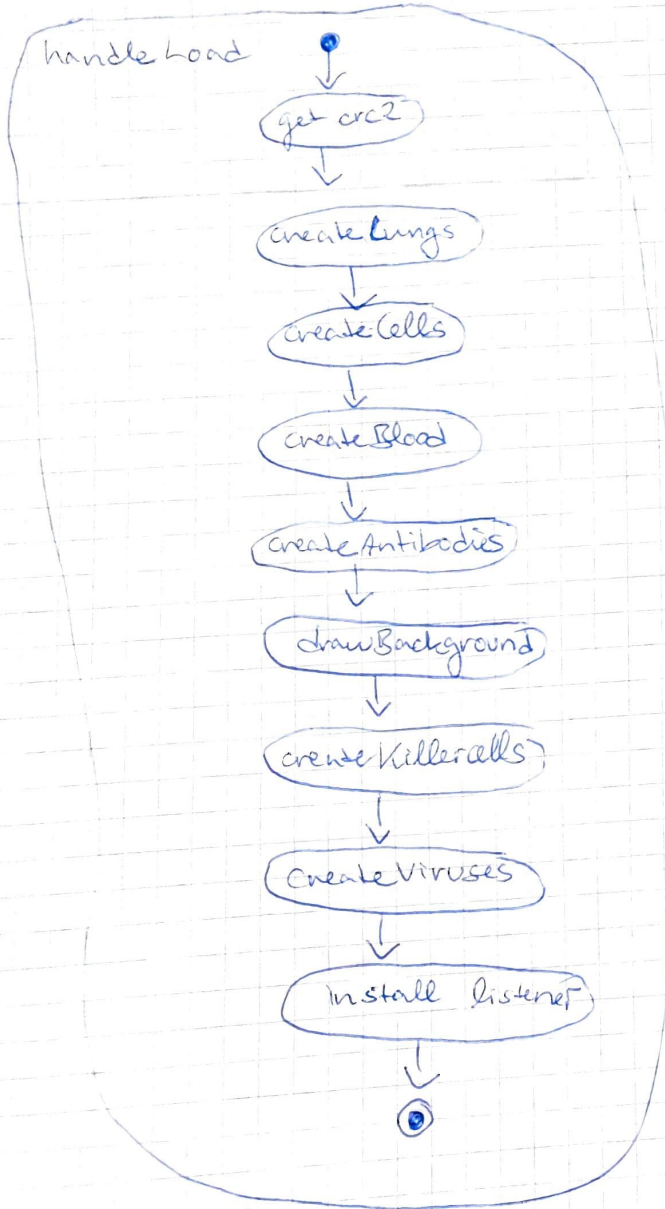 handleLoad
get crc2
createLungs
createCells
createBlood
createAntibodies
drawBackground
createKillercells
createViruses
install listener